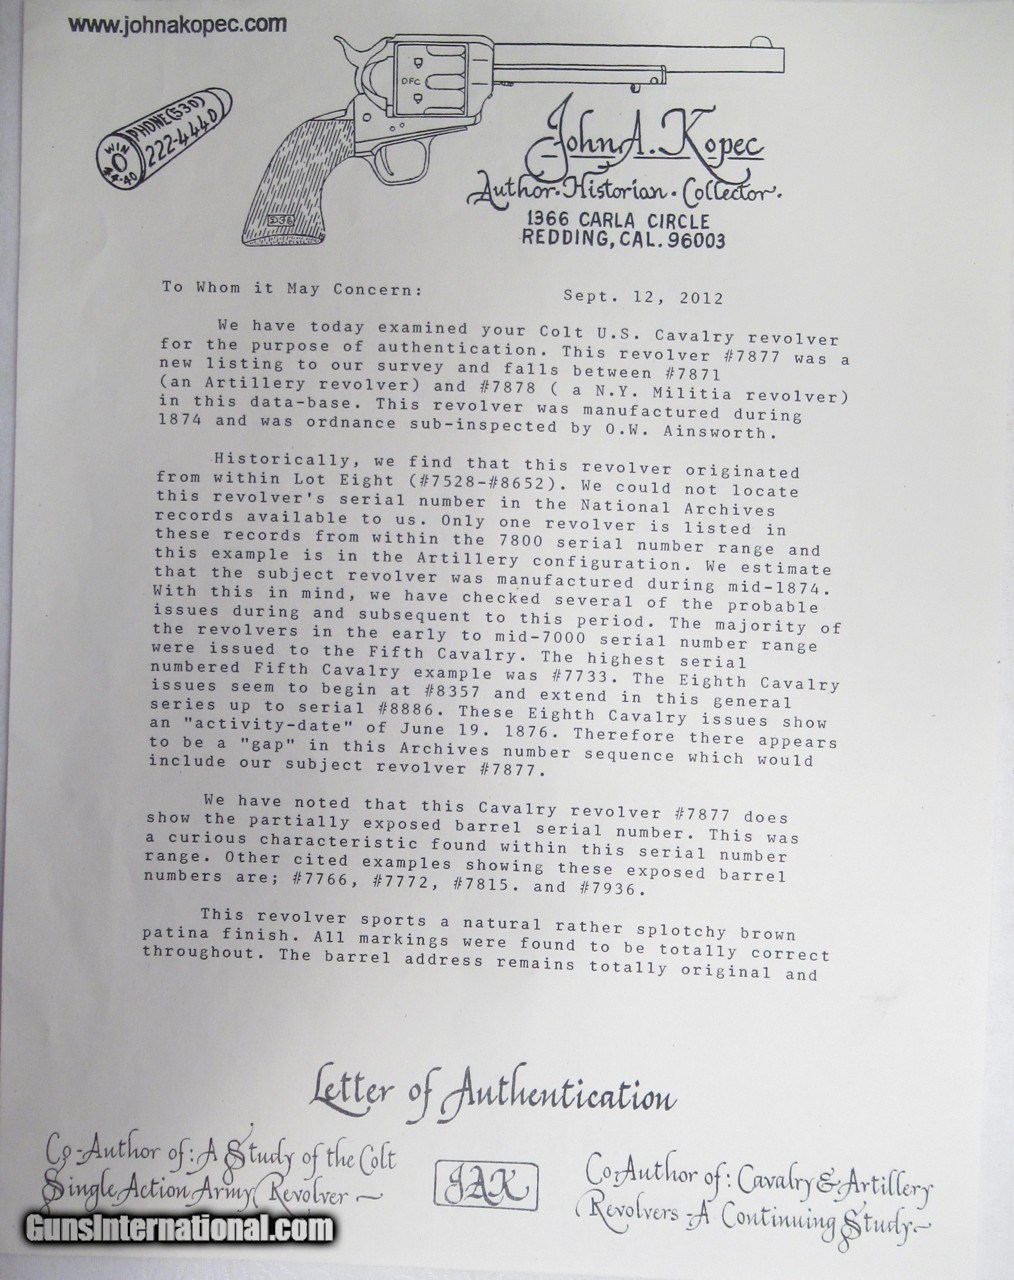 www.johnakopec.com
PHONE(530)
222-4440
WIN
44-40
DFC
D36
John A. Kopec
Author·Historian·Collector·
1366 CARLA CIRCLE
REDDING, CAL. 96003
To Whom it May Concern:
Sept. 12, 2012
We have today examined your Colt U.S. Cavalry revolver
for the purpose of authentication. This revolver #7877 was a
new listing to our survey and falls between #7871
(an Artillery revolver) and #7878 ( a N.Y. Militia revolver)
in this data-base. This revolver was manufactured during
1874 and was ordnance sub-inspected by O.W. Ainsworth.
Historically, we find that this revolver originated
from within Lot Eight (#7528-#8652). We could not locate
this revolver's serial number in the National Archives
records available to us. Only one revolver is listed in
these records from within the 7800 serial number range and
this example is in the Artillery configuration. We estimate
that the subject revolver was manufactured during mid-1874.
With this in mind, we have checked several of the probable
issues during and subsequent to this period. The majority of
the revolvers in the early to mid-7000 serial number range
were issued to the Fifth Cavalry. The highest serial
numbered Fifth Cavalry example was #7733. The Eighth Cavalry
issues seem to begin at #8357 and extend in this general
series up to serial #8886. These Eighth Cavalry issues show
an "activity-date" of June 19. 1876. Therefore there appears
to be a "gap" in this Archives number sequence which would
include our subject revolver #7877.
We have noted that this Cavalry revolver #7877 does
show the partially exposed barrel serial number. This was
a curious characteristic found within this serial number
range. Other cited examples showing these exposed barrel
numbers are; #7766, #7772, #7815. and #7936.
This revolver sports a natural rather splotchy brown
patina finish. All markings were found to be totally correct
throughout. The barrel address remains totally original and
Letter of Authentication
Co-Author of: A Study of the Colt
Single Action Army Revolver ~
JAK
Co-Author of: Cavalry & Artillery
Revolvers - A Continuing Study~
GunsInternational.com